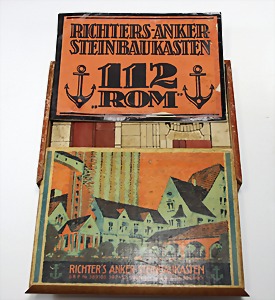 RICHTERS-ANKER
STEINBAUKASTEN
112
„ROM"
RICHTER'S ANKER STEINBAUKASTEN